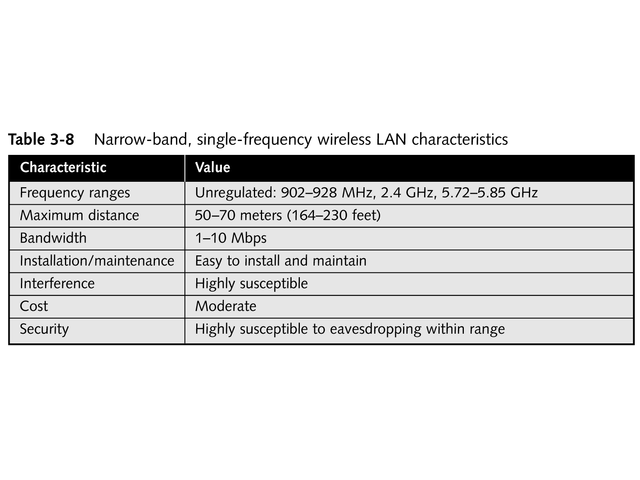 Table 3-8 Narrow-band, single-frequency wireless LAN characteristics
Characteristic Value
Frequency ranges Unregulated: 902–928 MHz, 2.4 GHz, 5.72–5.85 GHz
Maximum distance 50–70 meters (164–230 feet)
Bandwidth 1–10 Mbps
Installation/maintenance Easy to install and maintain
Interference Highly susceptible
Cost Moderate
Security Highly susceptible to eavesdropping within range